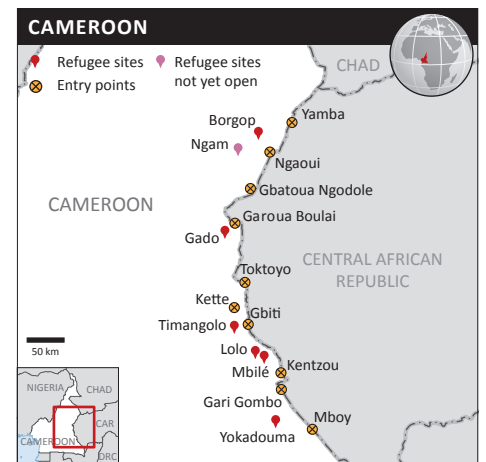 CAMEROON
Refugee sites
Refugee sites
not yet open
Entry points
CHAD
Yamba
Borgop
Ngam
Ngaoui
Gbatoua Ngodole
CAMEROON
Garoua Boulai
Gado
CENTRAL AFRICAN
REPUBLIC
Toktoyo
Kette
Gbiti
Timangolo
50 km
Lolo
Mbilé
Kentzou
Gari Gombo
Mboy
Yokadouma
NIGERIA
CHAD
CAR
CAMEROON
DRC